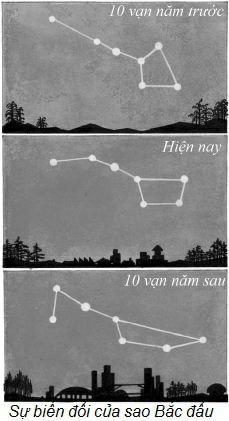 10 vạn năm trước
Hiện nay
10 vạn năm sau
Sự biến đổi của sao Bắc đẩu